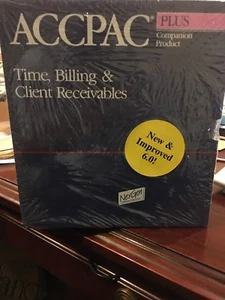 ACCPAC® PLUS
Companion
Product
Time, Billing &
Client Receivables
New &
Improved
6.0!